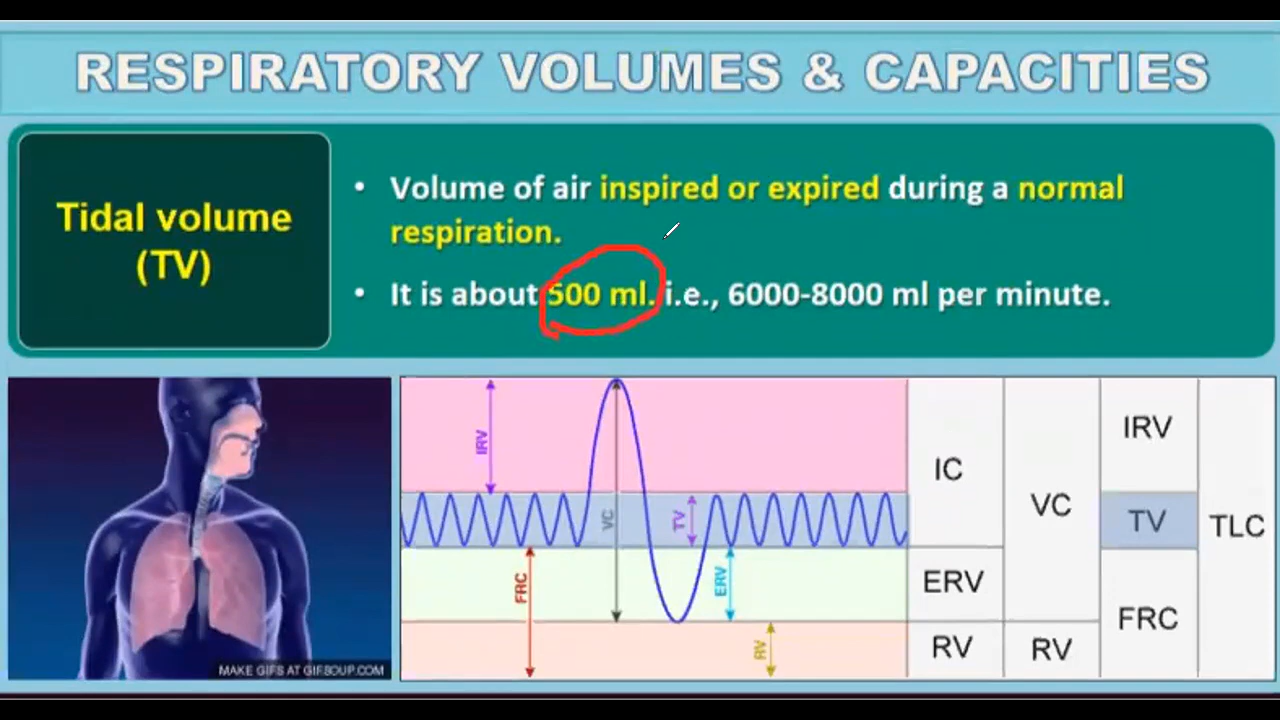 RESPIRATORY VOLUMES & CAPACITIES
Tidal volume
(TV)
• Volume of air inspired or expired during a normal
respiration.
• It is about 500 ml. i.e., 6000-8000 ml per minute.
MAKE GIFS AT GIFSOUP.COM
IRV
VC
TV
FRC
ERV
RV
IC
ERV
RV
VC
RV
IRV
TV
FRC
TLC